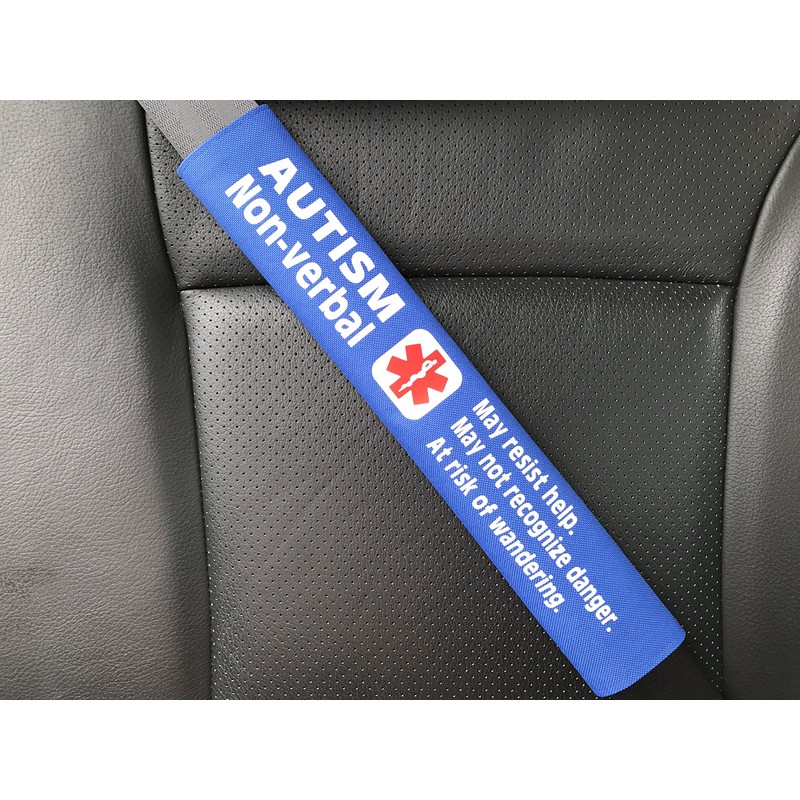 AUTISM
Non-verbal
May resist help.
May not recognize danger.
At risk of wandering.